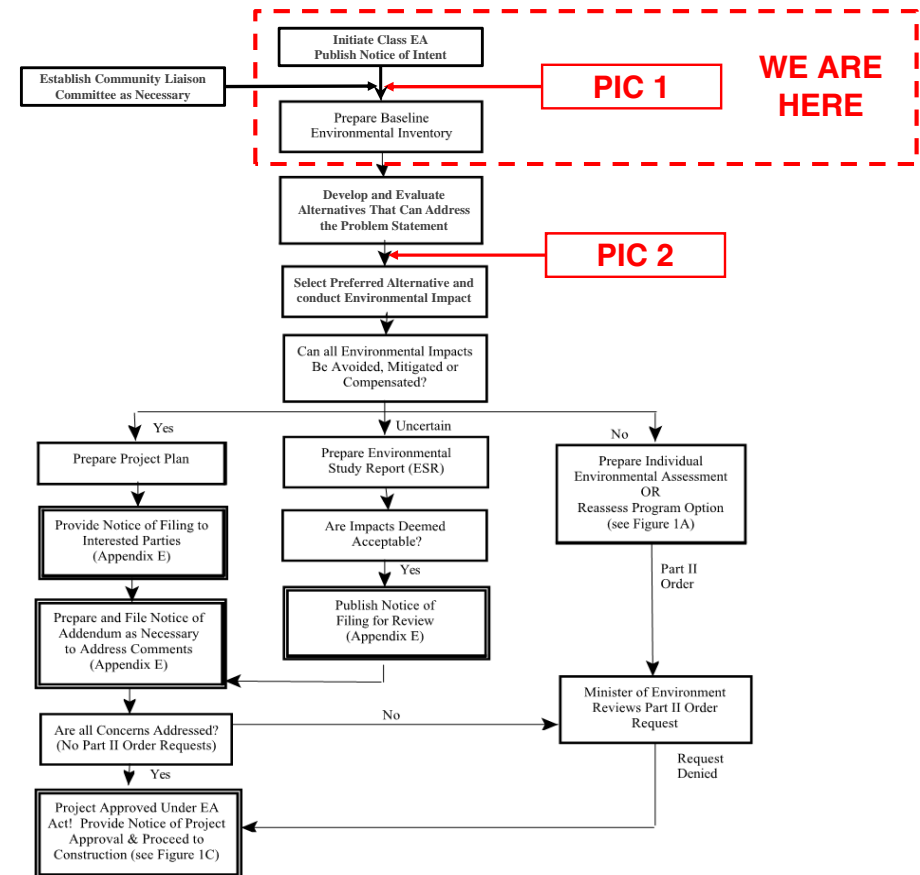 Initiate Class EA
Publish Notice of Intent
Establish Community Liaison
Committee as Necessary
PIC 1
WE ARE
HERE
Prepare Baseline
Environmental Inventory
Develop and Evaluate
Alternatives That Can Address
the Problem Statement
PIC 2
Select Preferred Alternative and
conduct Environmental Impact
Can all Environmental Impacts
Be Avoided, Mitigated or
Compensated?
Yes
Uncertain
No
Prepare Project Plan
Prepare Environmental
Study Report (ESR)
Prepare Individual
Environmental Assessment
OR
Reassess Program Option
(see Figure 1A)
Provide Notice of Filing to
Interested Parties
(Appendix E)
Are Impacts Deemed
Acceptable?
Yes
Part II
Order
Prepare and File Notice of
Addendum as Necessary
to Address Comments
(Appendix E)
Publish Notice of
Filing for Review
(Appendix E)
Are all Concerns Addressed?
(No Part II Order Requests)
No
Minister of Environment
Reviews Part II Order
Request
Yes
Request
Denied
Project Approved Under EA
Act! Provide Notice of Project
Approval & Proceed to
Construction (see Figure 1C)